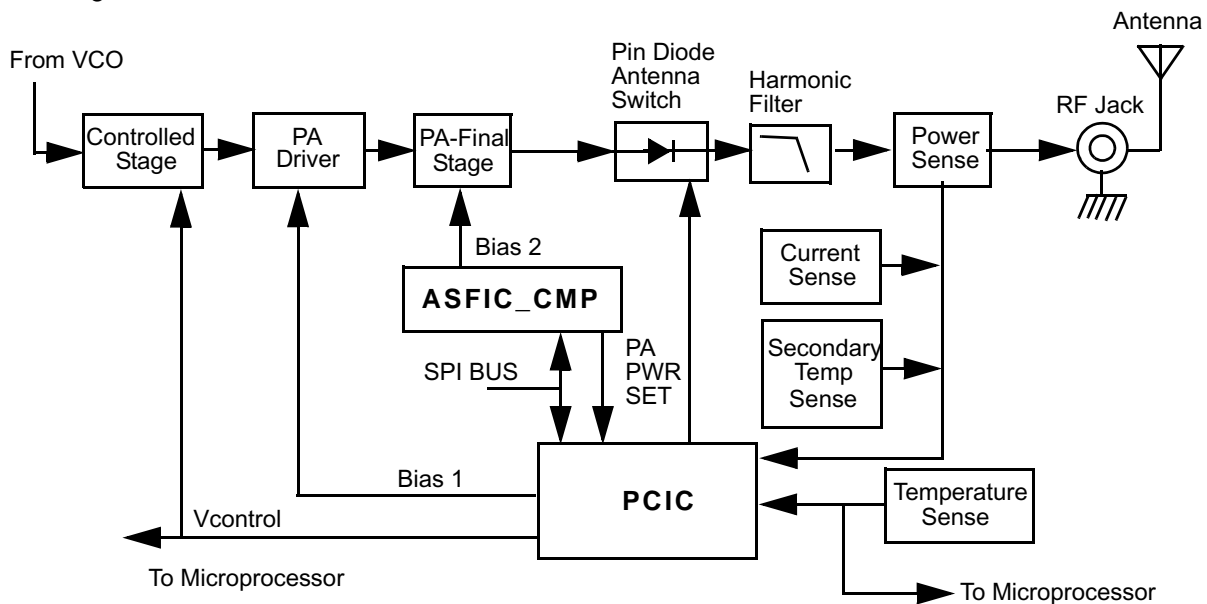 Antenna
From VCO
Pin Diode
Antenna
Switch
Harmonic
Filter
RF Jack
Controlled
Stage
PA
Driver
PA-Final
Stage
Power
Sense
Bias 2
Current
Sense
ASFIC_CMP
SPI BUS
PA
PWR
SET
Secondary
Temp
Sense
Bias 1
PCIC
Temperature
Sense
Vcontrol
To Microprocessor
To Microprocessor